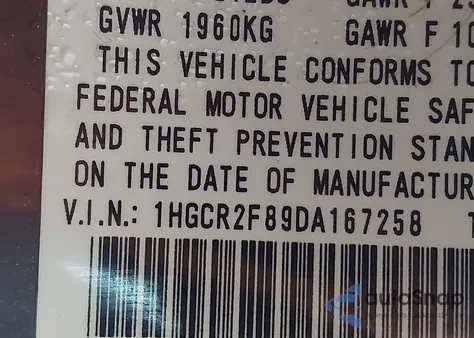 GVWR 1960KG GAWR F 10
THIS VEHICLE CONFORMS TO
FEDERAL MOTOR VEHICLE SAF
AND THEFT PREVENTION STAN
ON THE DATE OF MANUFACTUR
V.I.N.: 1HGCR2F89DA167258